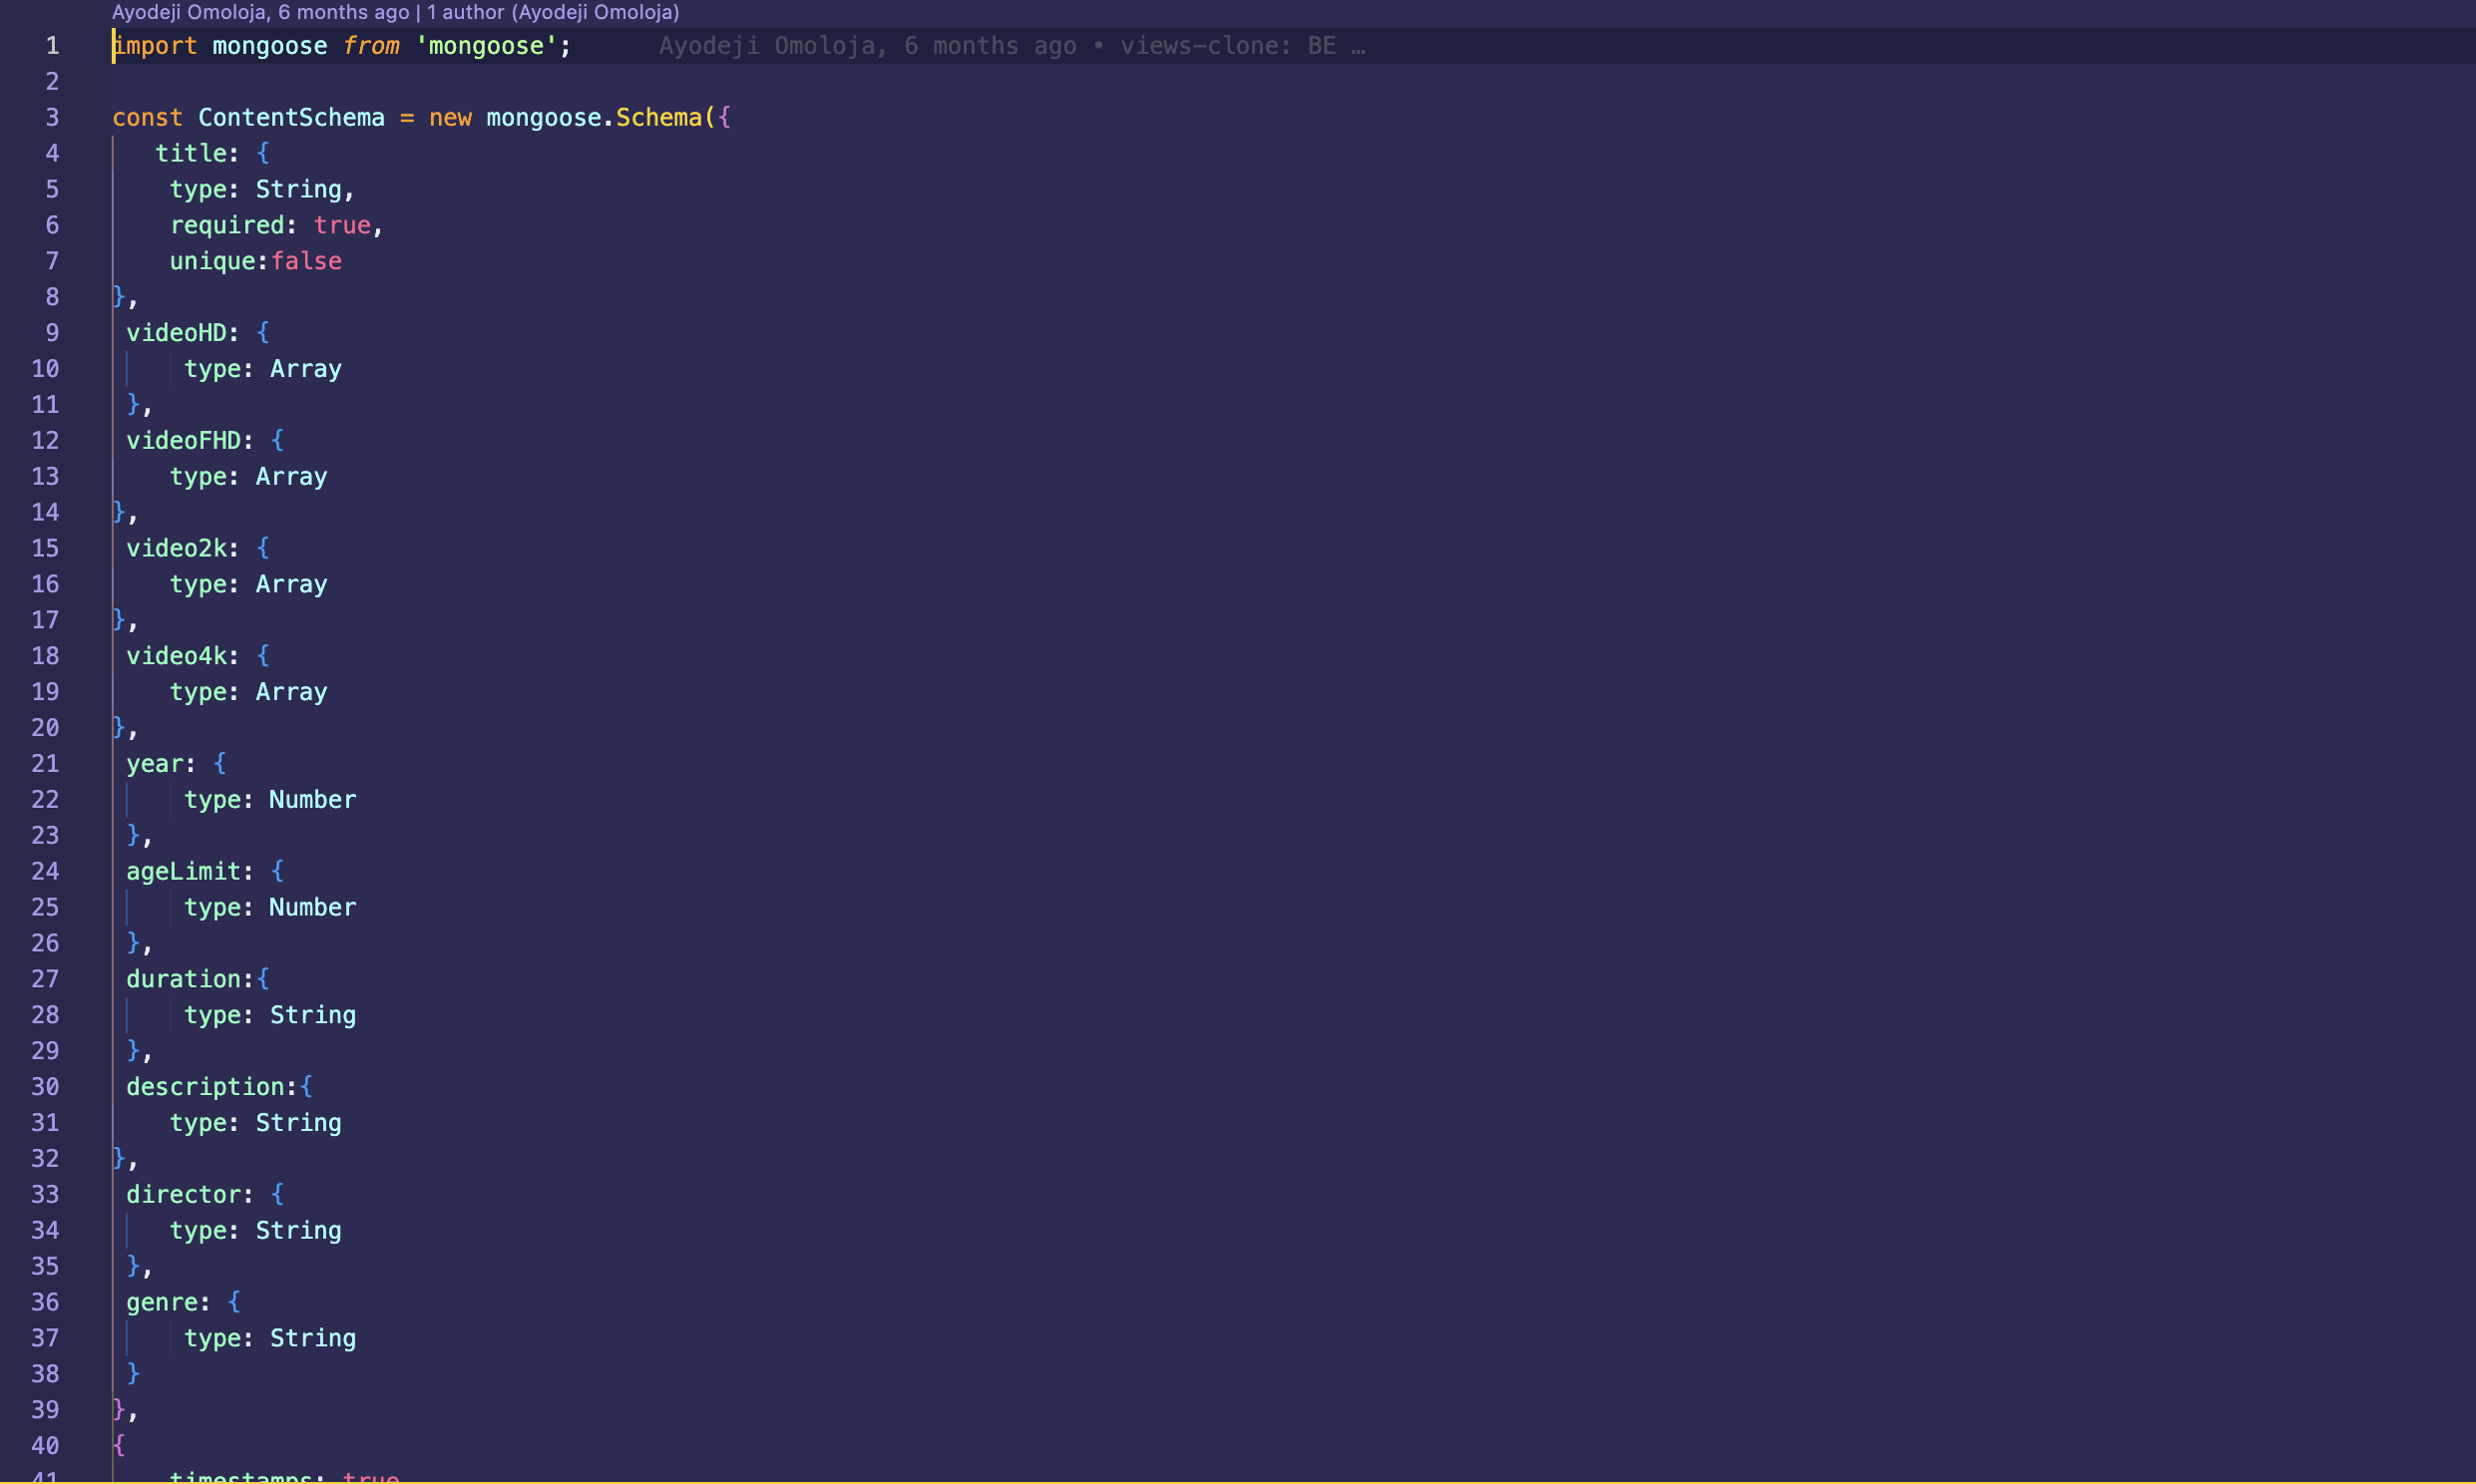 Ayodeji Omoloja, 6 months ago | 1 author (Ayodeji Omoloja)
1 import mongoose from 'mongoose'; Ayodeji Omoloja, 6 months ago • views-clone: BE …
2
3 const ContentSchema = new mongoose.Schema({
4 title: {
5 type: String,
6 required: true,
7 unique:false
8 },
9 videoHD: {
10 type: Array
11 },
12 videoFHD: {
13 type: Array
14 },
15 video2k: {
16 type: Array
17 },
18 video4k: {
19 type: Array
20 },
21 year: {
22 type: Number
23 },
24 ageLimit: {
25 type: Number
26 },
27 duration:{
28 type: String
29 },
30 description:{
31 type: String
32 },
33 director: {
34 type: String
35 },
36 genre: {
37 type: String
38 }
39 },
40 {
41 timestamps: true